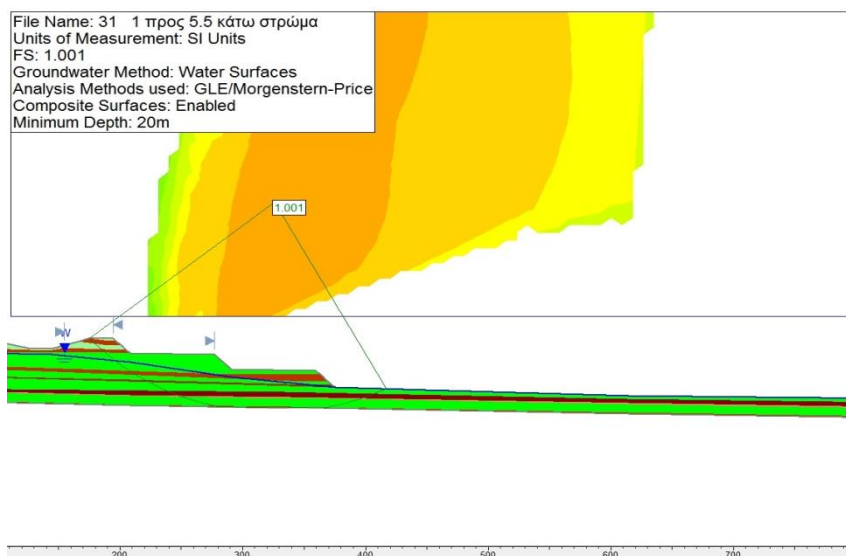 File Name: 31 1 προς 5.5 κάτω στρώμα
Units of Measurement: SI Units
FS: 1.001
Groundwater Method: Water Surfaces
Analysis Methods used: GLE/Morgenstern-Price
Composite Surfaces: Enabled
Minimum Depth: 20m
1.001
W
200
300
400
500
600
700